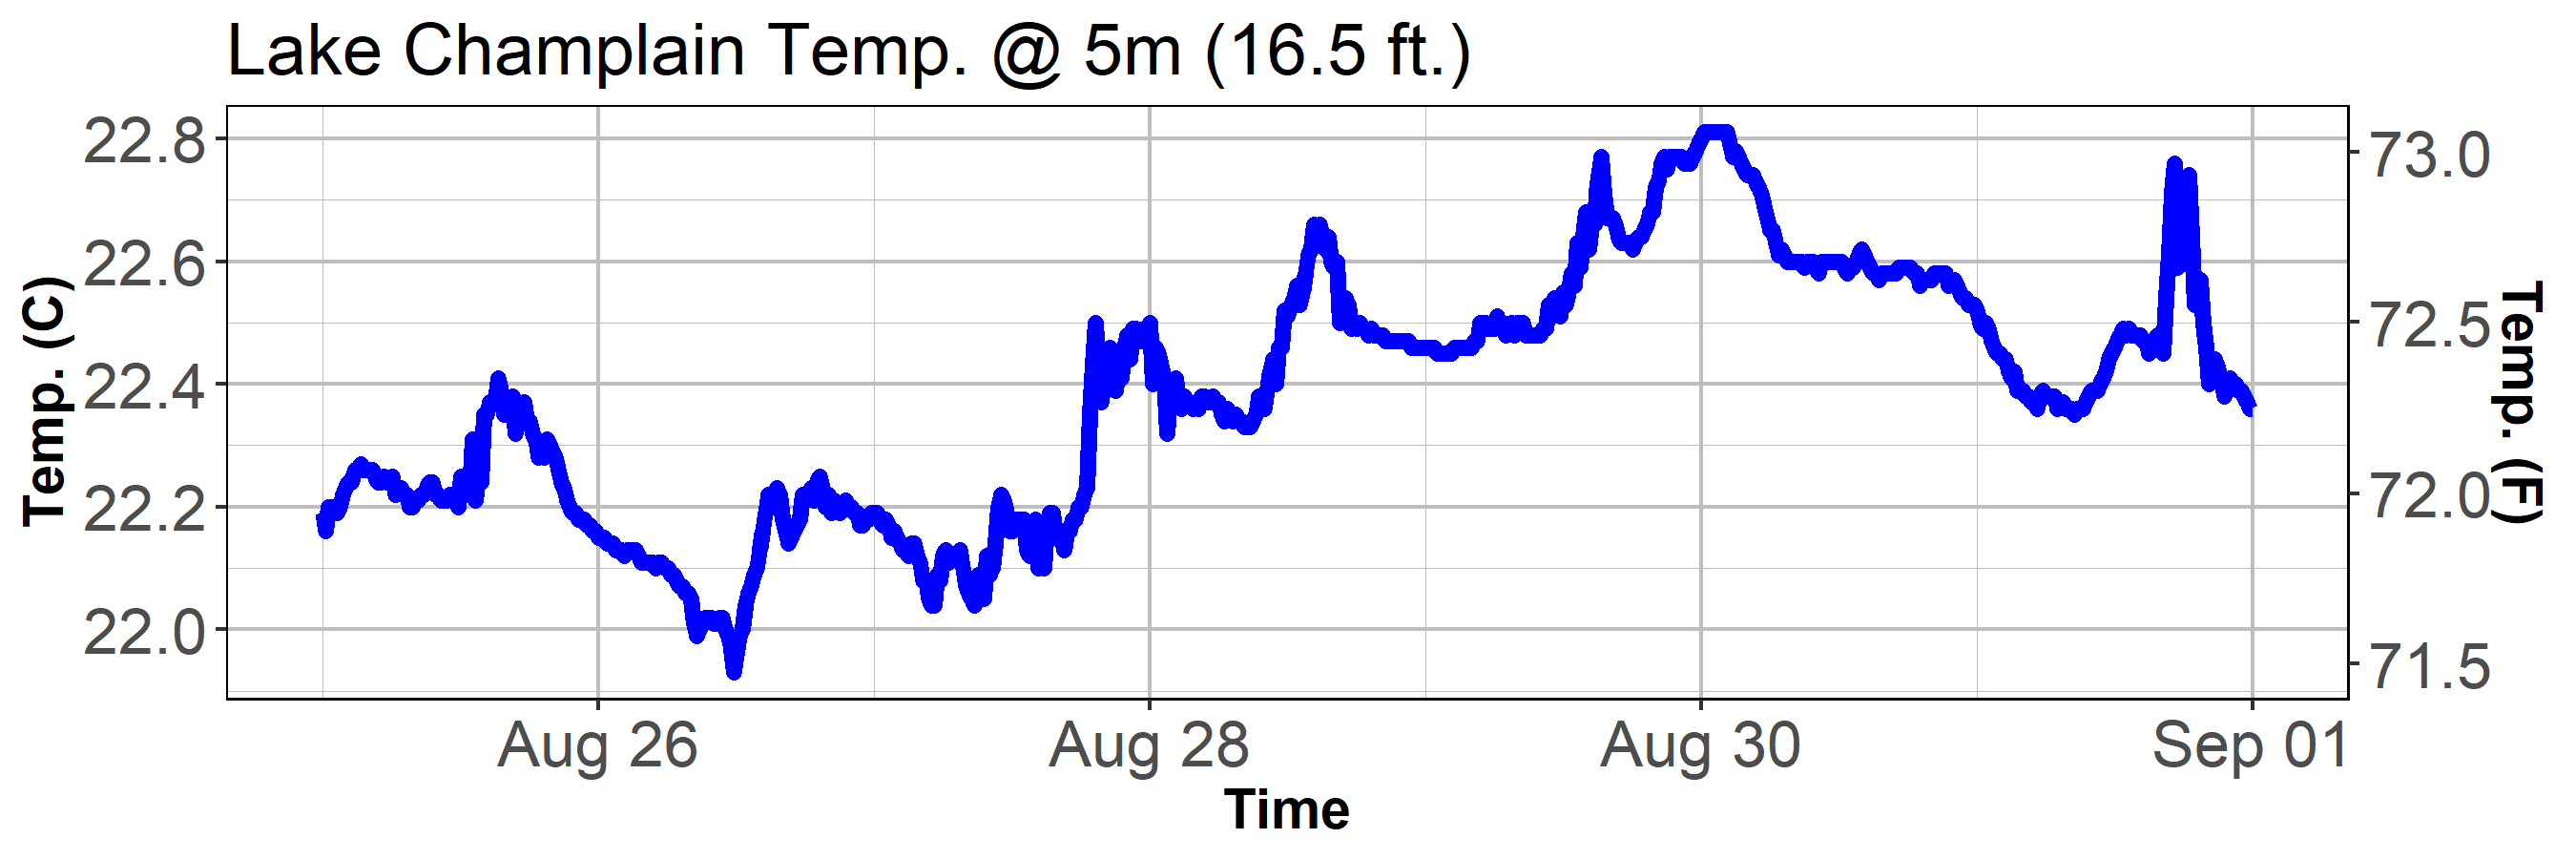 Lake Champlain Temp. @ 5m (16.5 ft.)
Temp. (C)
22.8
22.6
22.4
22.2
22.0
73.0
72.5
72.0
71.5
Temp. (F)
Aug 26 Aug 28 Aug 30 Sep 01
Time